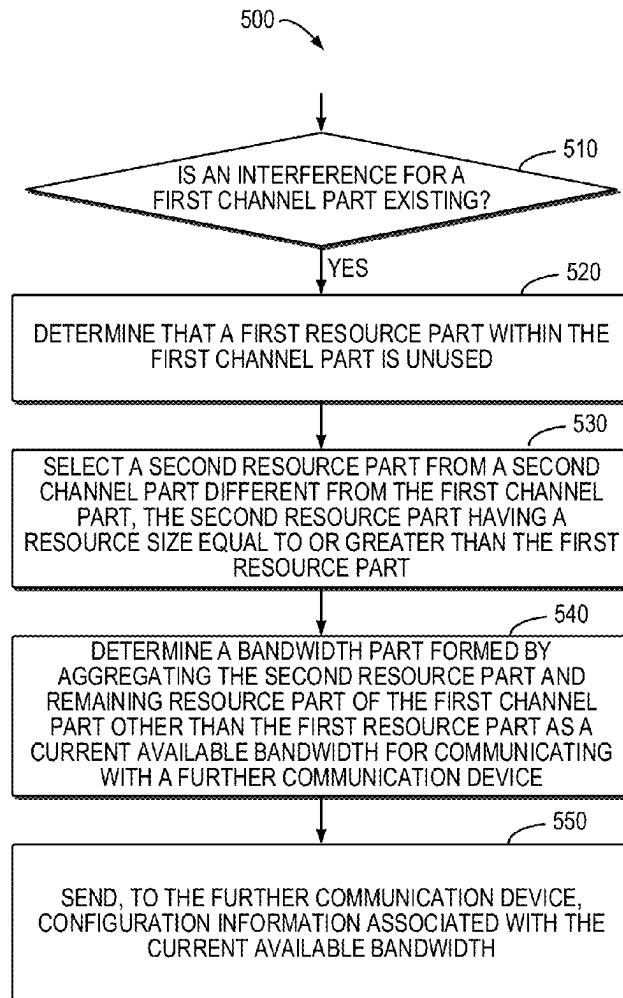 500
510
IS AN INTERFERENCE FOR A
FIRST CHANNEL PART EXISTING?
YES
520
DETERMINE THAT A FIRST RESOURCE PART WITHIN THE
FIRST CHANNEL PART IS UNUSED
530
SELECT A SECOND RESOURCE PART FROM A SECOND
CHANNEL PART DIFFERENT FROM THE FIRST CHANNEL
PART, THE SECOND RESOURCE PART HAVING A
RESOURCE SIZE EQUAL TO OR GREATER THAN THE FIRST
RESOURCE PART
540
DETERMINE A BANDWIDTH PART FORMED BY
AGGREGATING THE SECOND RESOURCE PART AND
REMAINING RESOURCE PART OF THE FIRST CHANNEL
PART OTHER THAN THE FIRST RESOURCE PART AS A
CURRENT AVAILABLE BANDWIDTH FOR COMMUNICATING
WITH A FURTHER COMMUNICATION DEVICE
550
SEND, TO THE FURTHER COMMUNICATION DEVICE,
CONFIGURATION INFORMATION ASSOCIATED WITH THE
CURRENT AVAILABLE BANDWIDTH